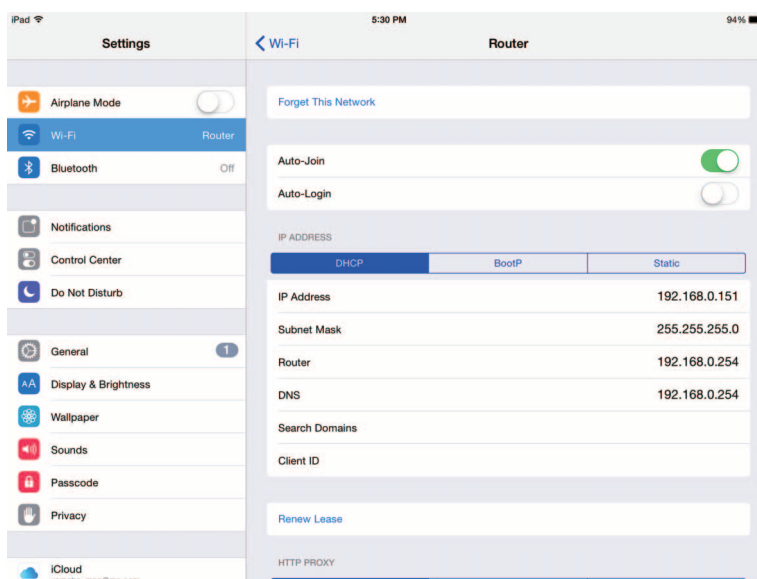 iPad 5:30 PM 94%
Settings
Wi-Fi Router
Airplane Mode
Wi-Fi Router
Bluetooth Off
Notifications
Control Center
Do Not Disturb
General 1
AA Display & Brightness
Wallpaper
Sounds
Passcode
Privacy
iCloud
Forget This Network
Auto-Join
Auto-Login
IP ADDRESS
DHCP BootP Static
IP Address 192.168.0.151
Subnet Mask 255.255.255.0
Router 192.168.0.254
DNS 192.168.0.254
Search Domains
Client ID
Renew Lease
HTTP PROXY